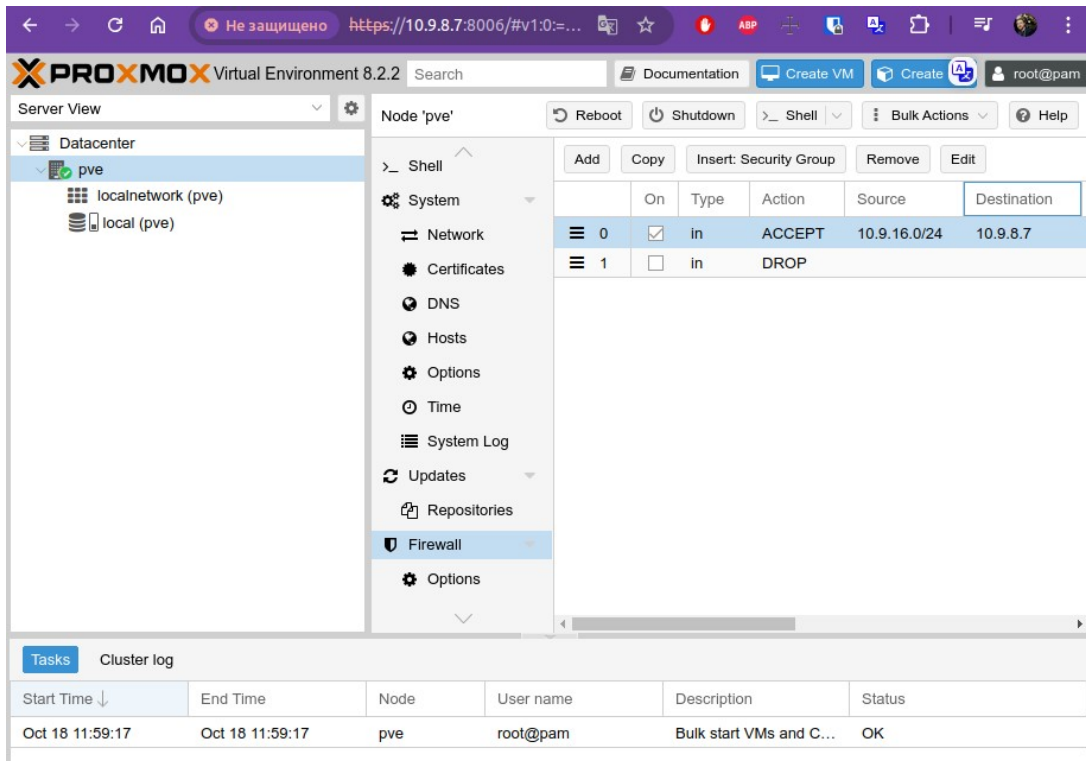 Не защищено https://10.9.8.7:8006/#v1:0:=... ABP
PROXMOX Virtual Environment 8.2.2 Search Documentation Create VM Create root@pam
Server View Node 'pve' Reboot Shutdown >_ Shell Bulk Actions Help
Datacenter
pve
localnetwork (pve)
local (pve)
>_ Shell
System
Network
Certificates
DNS
Hosts
Options
Time
System Log
Updates
Repositories
Firewall
Options
Add Copy Insert: Security Group Remove Edit
On Type Action Source Destination
0 in ACCEPT 10.9.16.0/24 10.9.8.7
1 in DROP
Tasks Cluster log
Start Time ↓ End Time Node User name Description Status
Oct 18 11:59:17 Oct 18 11:59:17 pve root@pam Bulk start VMs and C... OK